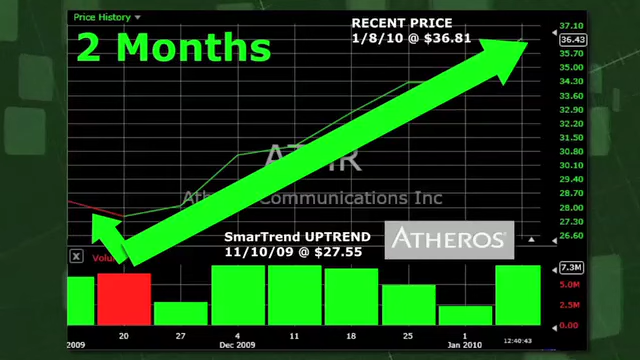 Price History
2 Months
RECENT PRICE
1/8/10 @ $36.81
37.10
36.43
35.70
35.00
34.30
33.60
32.90
32.20
31.50
30.80
30.10
29.40
28.70
28.00
27.30
26.60
Communications Inc
SmarTrend UPTREND
11/10/09 @ $27.55
ATHEROS
X
7.3M
5.0M
2.5M
0.00
20 27 4 11 18 25 1 12:40:43
2009 Dec 2009 Jan 2010